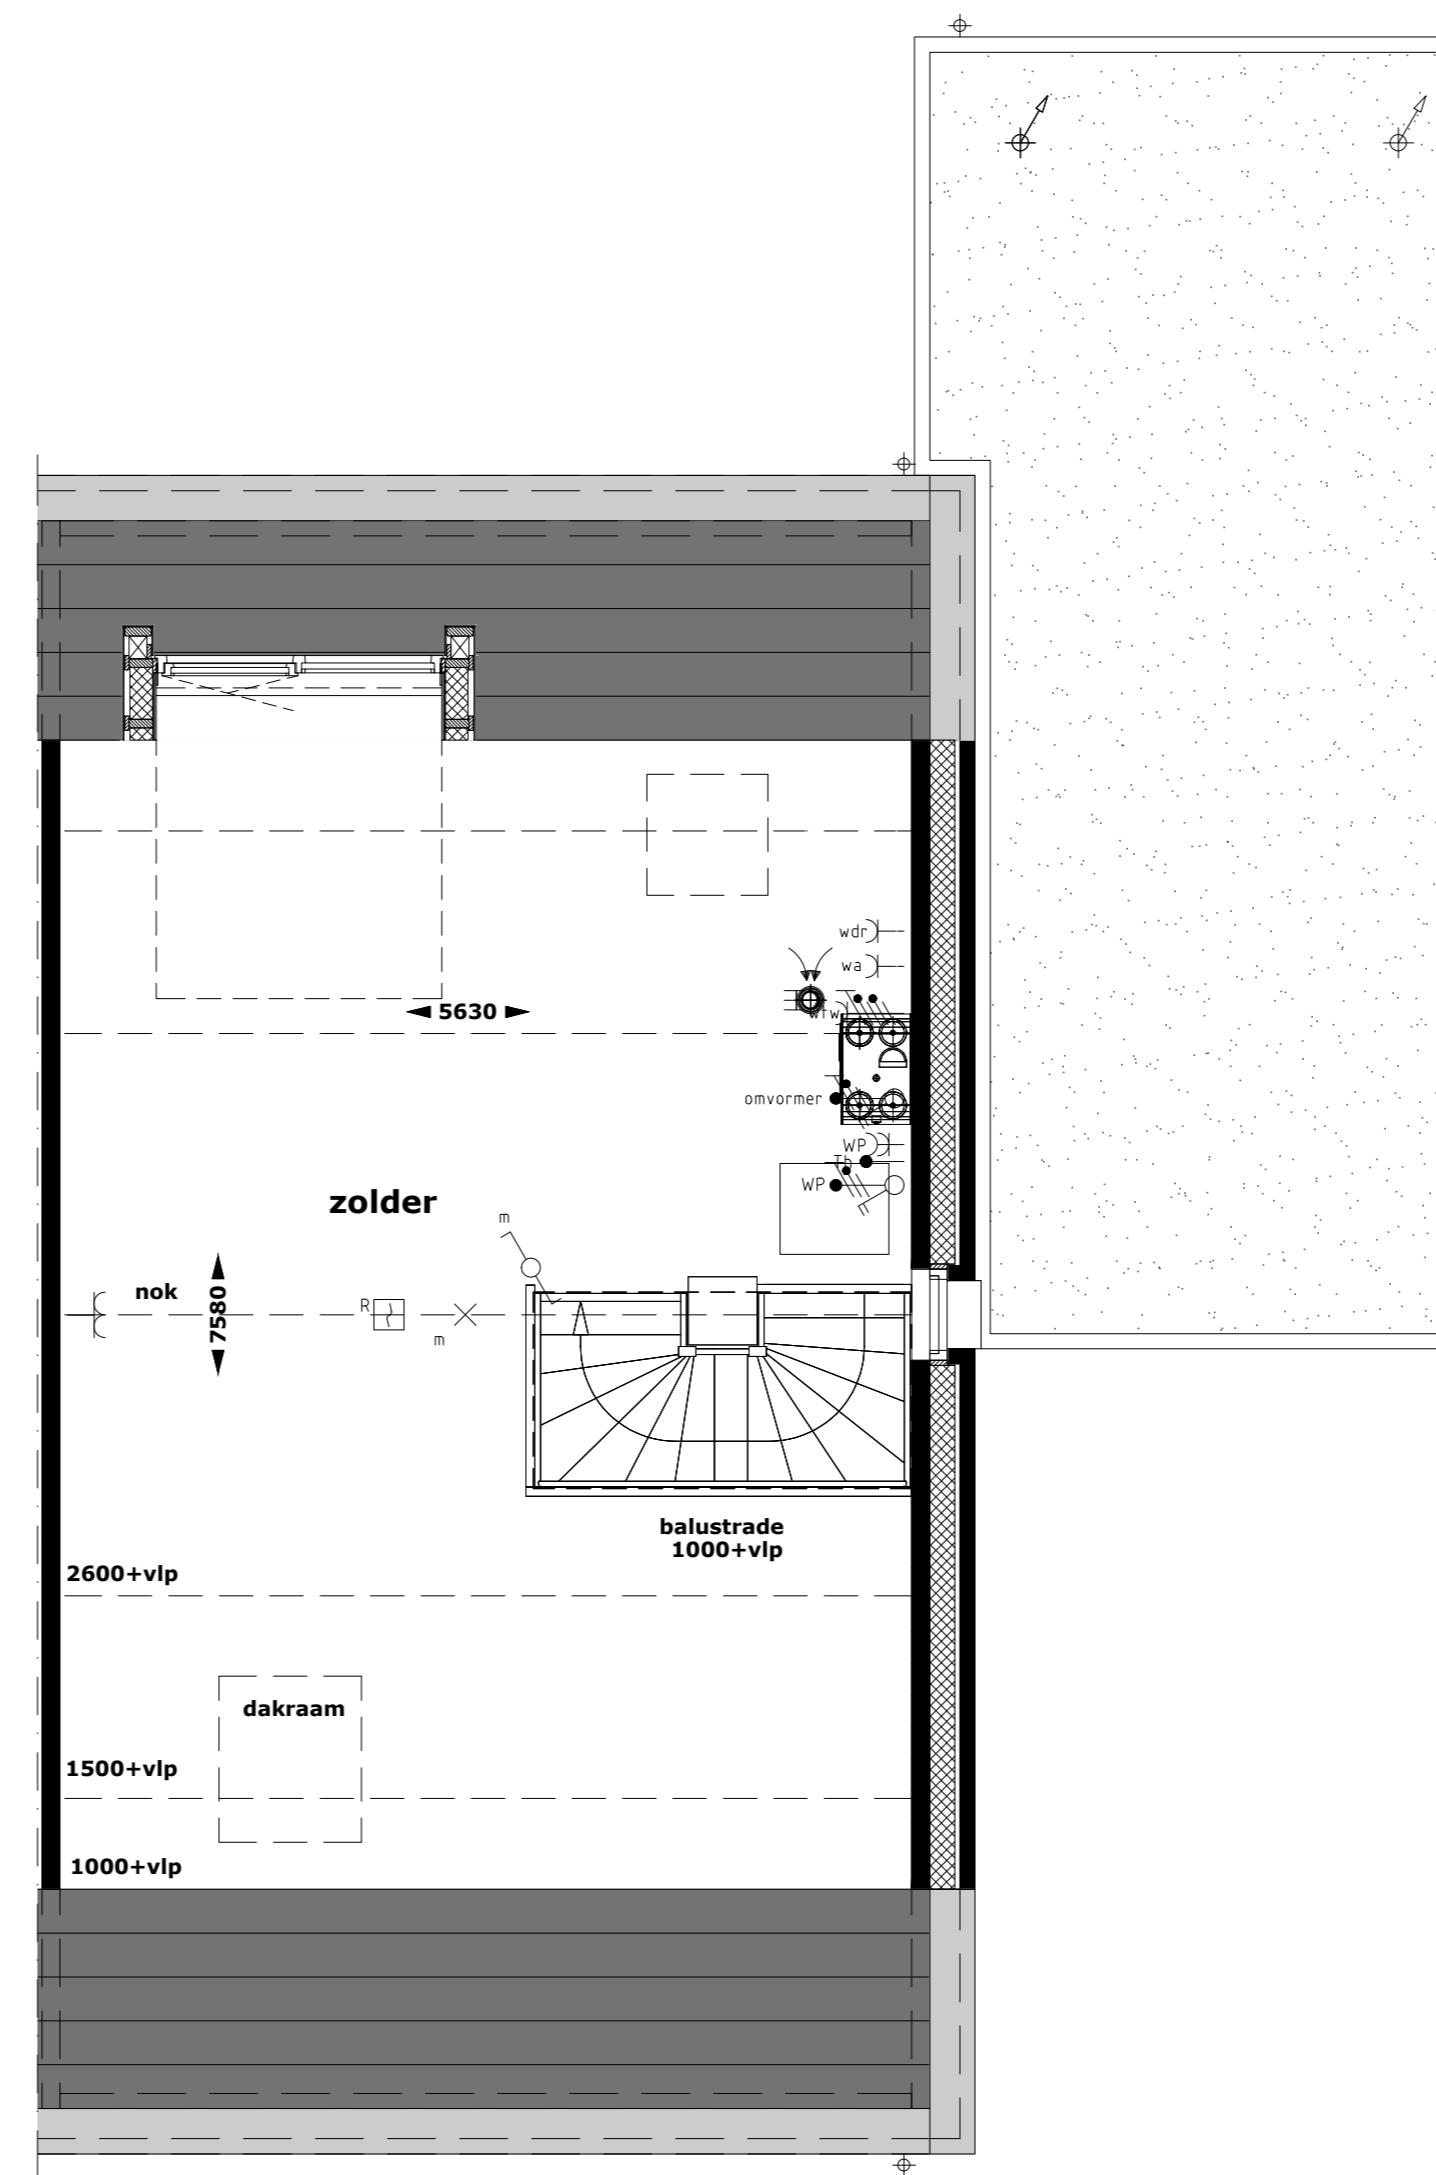 wdr
wa
wtw
5630
omvormer
WP
Th
WP
zolder
m
nok
7580
R
m
balustrade
1000+vlp
2600+vlp
dakraam
1500+vlp
1000+vlp